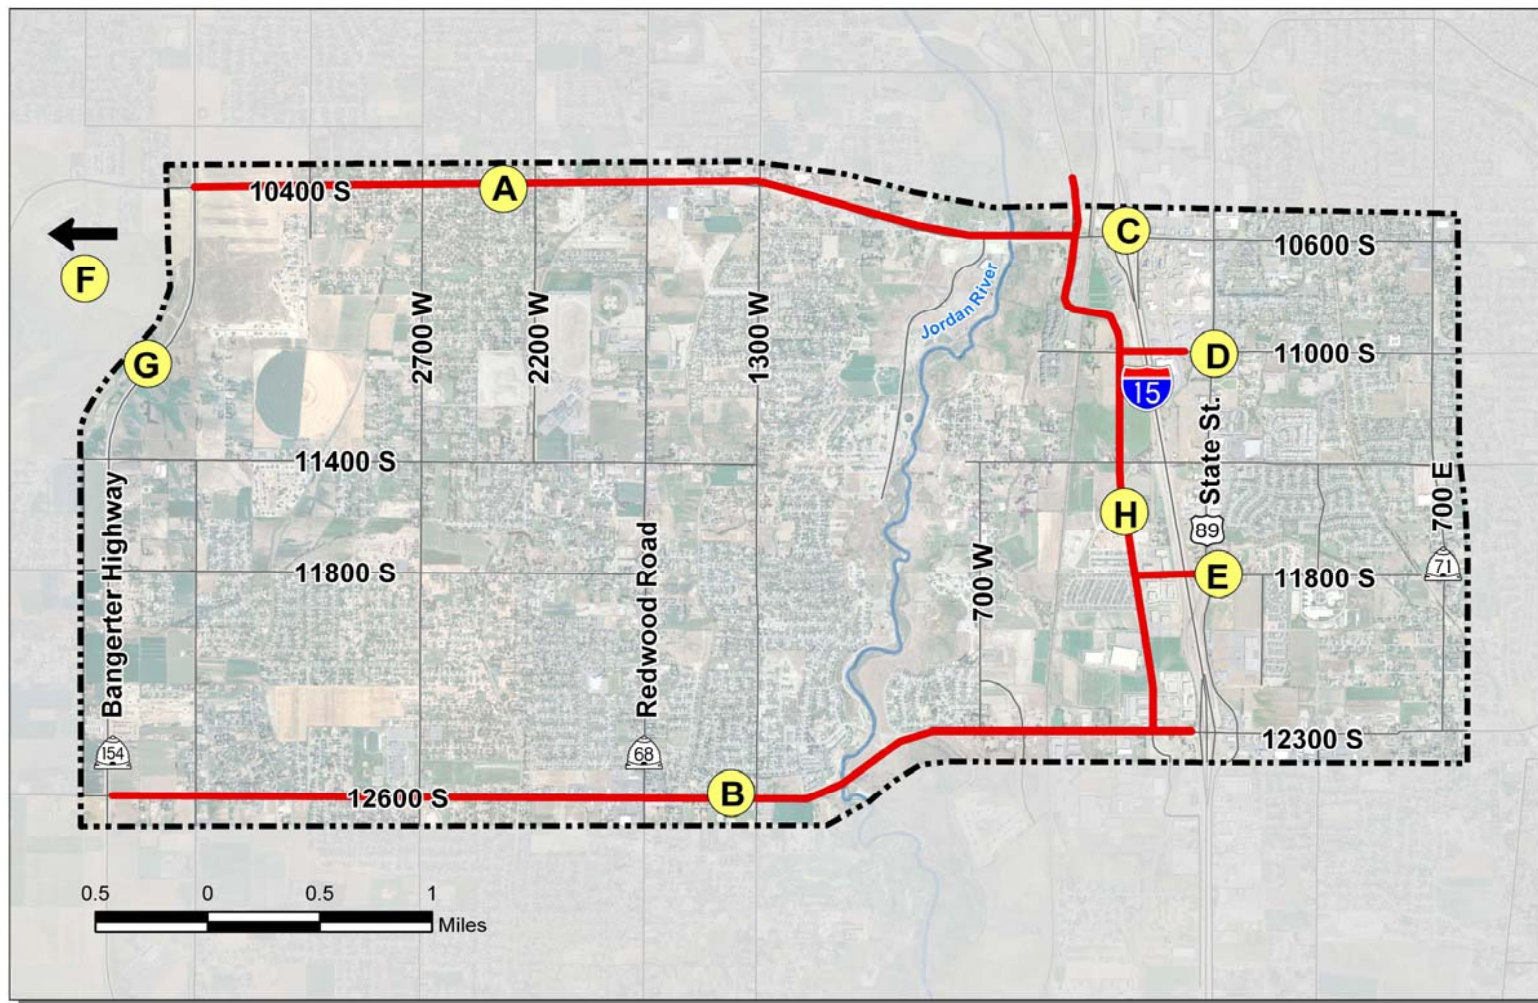 A
10400 S
C
10600 S
F
Jordan River
2700 W
2200 W
1300 W
G
D
11000 S
15
State St.
11400 S
Bangerter Highway
Redwood Road
H
89
700 E
71
700 W
11800 S
E
11800 S
154
68
12300 S
B
12600 S
0.5 0 0.5 1
Miles